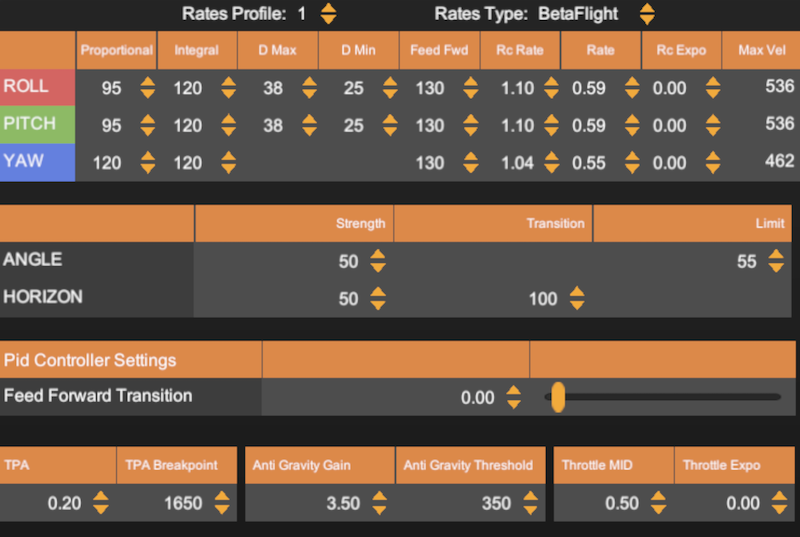 Rates Profile: 1 Rates Type: BetaFlight
Proportional Integral D Max D Min Feed Fwd Rc Rate Rate Rc Expo Max Vel
ROLL 95 120 38 25 130 1.10 0.59 0.00 536
PITCH 95 120 38 25 130 1.10 0.59 0.00 536
YAW 120 120 130 1.04 0.55 0.00 462
Strength Transition Limit
ANGLE 50 55
HORIZON 50 100
Pid Controller Settings
Feed Forward Transition 0.00
TPA TPA Breakpoint Anti Gravity Gain Anti Gravity Threshold Throttle MID Throttle Expo
0.20 1650 3.50 350 0.50 0.00